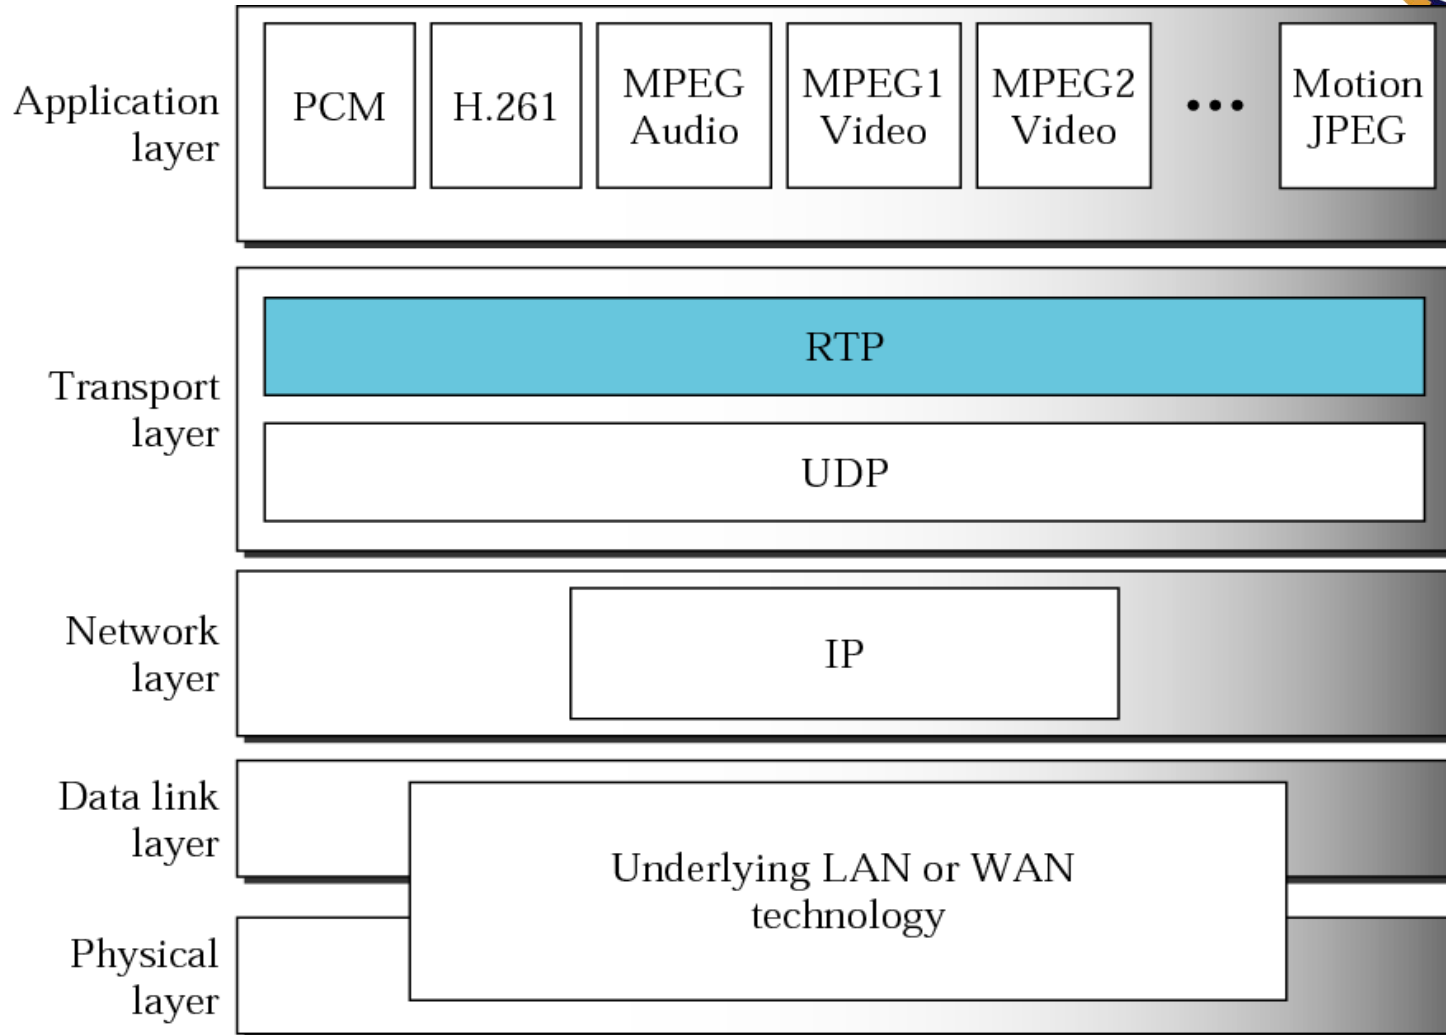 Application
layer
PCM
H.261
MPEG
Audio
MPEG1
Video
MPEG2
Video
...
Motion
JPEG
Transport
layer
RTP
UDP
Network
layer
IP
Data link
layer
Underlying LAN or WAN
technology
Physical
layer